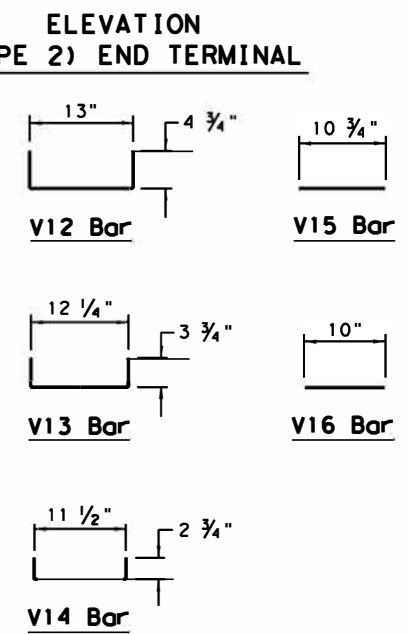 ELEVATION
PE 2) END TERMINAL
13"
4 ¾"
10 ¾"
V12 Bar
V15 Bar
12 ¼"
3 ¾"
10"
V13 Bar
V16 Bar
11 ½"
2 ¾"
V14 Bar